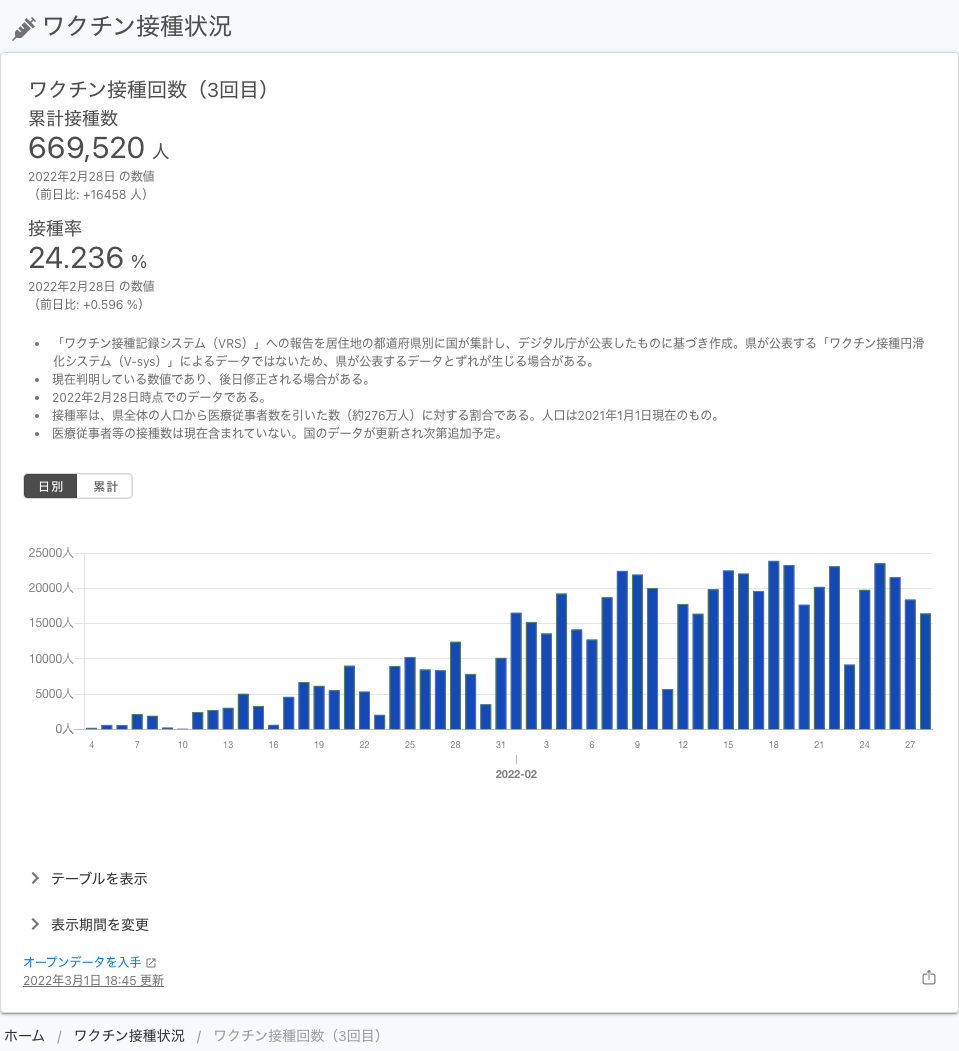 ワクチン接種状況
ワクチン接種回数（3回目）
累計接種数
669,520 人
2022年2月28日 の数値
（前日比: +16458 人）
接種率
24.236 %
2022年2月28日 の数値
（前日比: +0.596 %）
• 「ワクチン接種記録システム（VRS）」への報告を居住地の都道府県別に国が集計し、デジタル庁が公表したものに基づき作成。県が公表する「ワクチン接種円滑
化システム（V-sys）」によるデータではないため、県が公表するデータとずれが生じる場合がある。
• 現在判明している数値であり、後日修正される場合がある。
• 2022年2月28日時点でのデータである。
• 接種率は、県全体の人口から医療従事者数を引いた数（約276万人）に対する割合である。人口は2021年1月1日現在のもの。
• 医療従事者等の接種数は現在含まれていない。国のデータが更新され次第追加予定。
日別 累計
25000人
20000人
15000人
10000人
5000人
0人
4 7 10 13 16 19 22 25 28 31 3 6 9 12 15 18 21 24 27
2022-02
テーブルを表示
表示期間を変更
オープンデータを入手
2022年3月1日 18:45 更新
ホーム / ワクチン接種状況 / ワクチン接種回数（3回目）